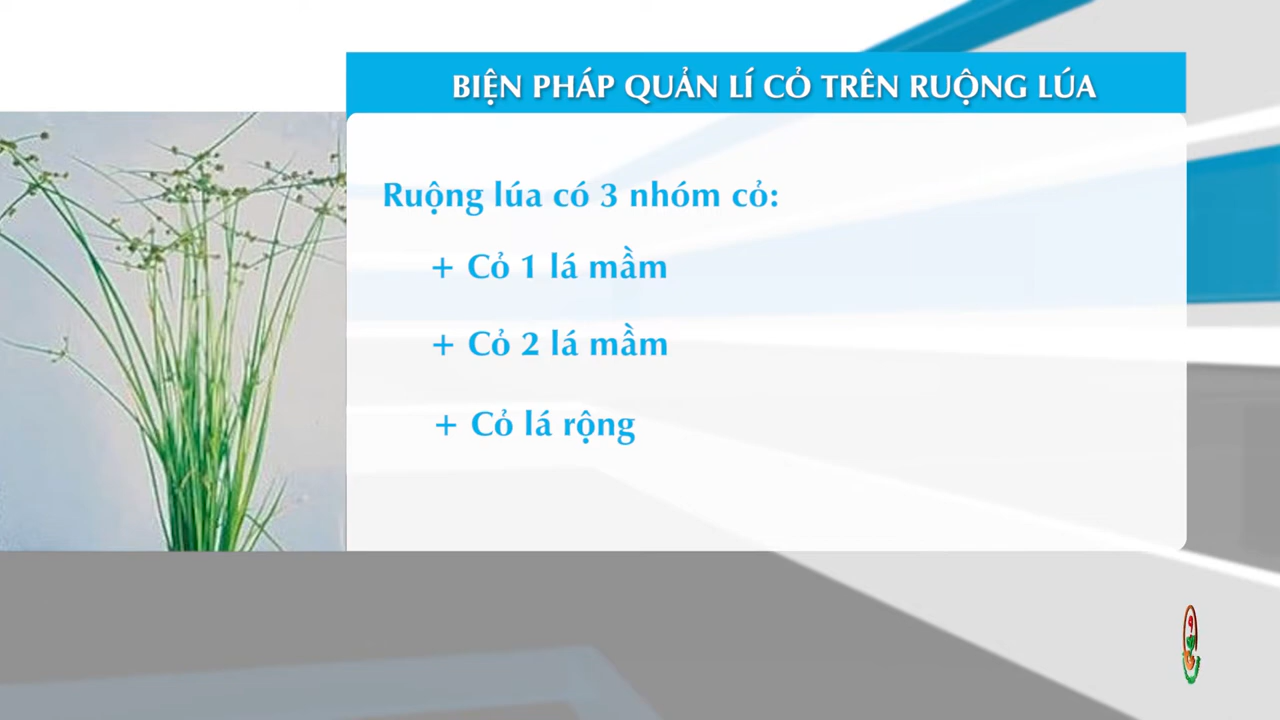 BIỆN PHÁP QUẢN LÍ CỎ TRÊN RUỘNG LÚA
Ruộng lúa có 3 nhóm cỏ:
+ Cỏ 1 lá mầm
+ Cỏ 2 lá mầm
+ Cỏ lá rộng